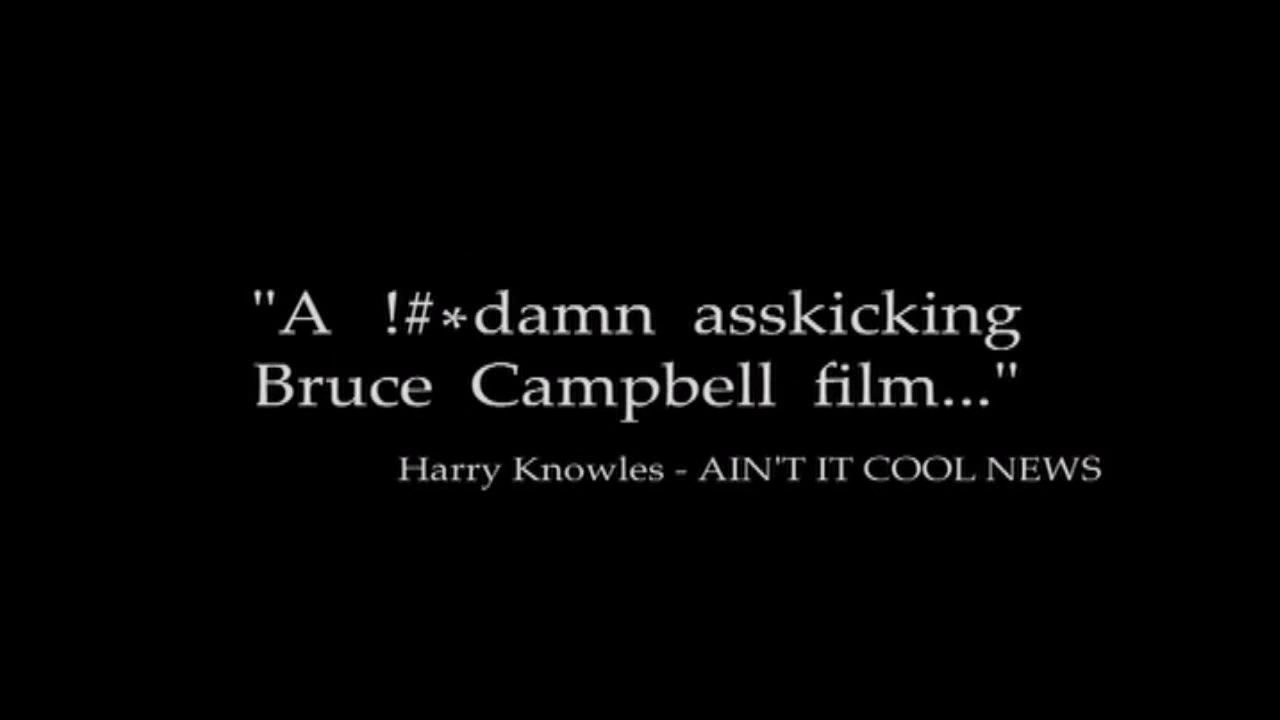 "A !#*damn asskicking
Bruce Campbell film..."
Harry Knowles - AIN'T IT COOL NEWS